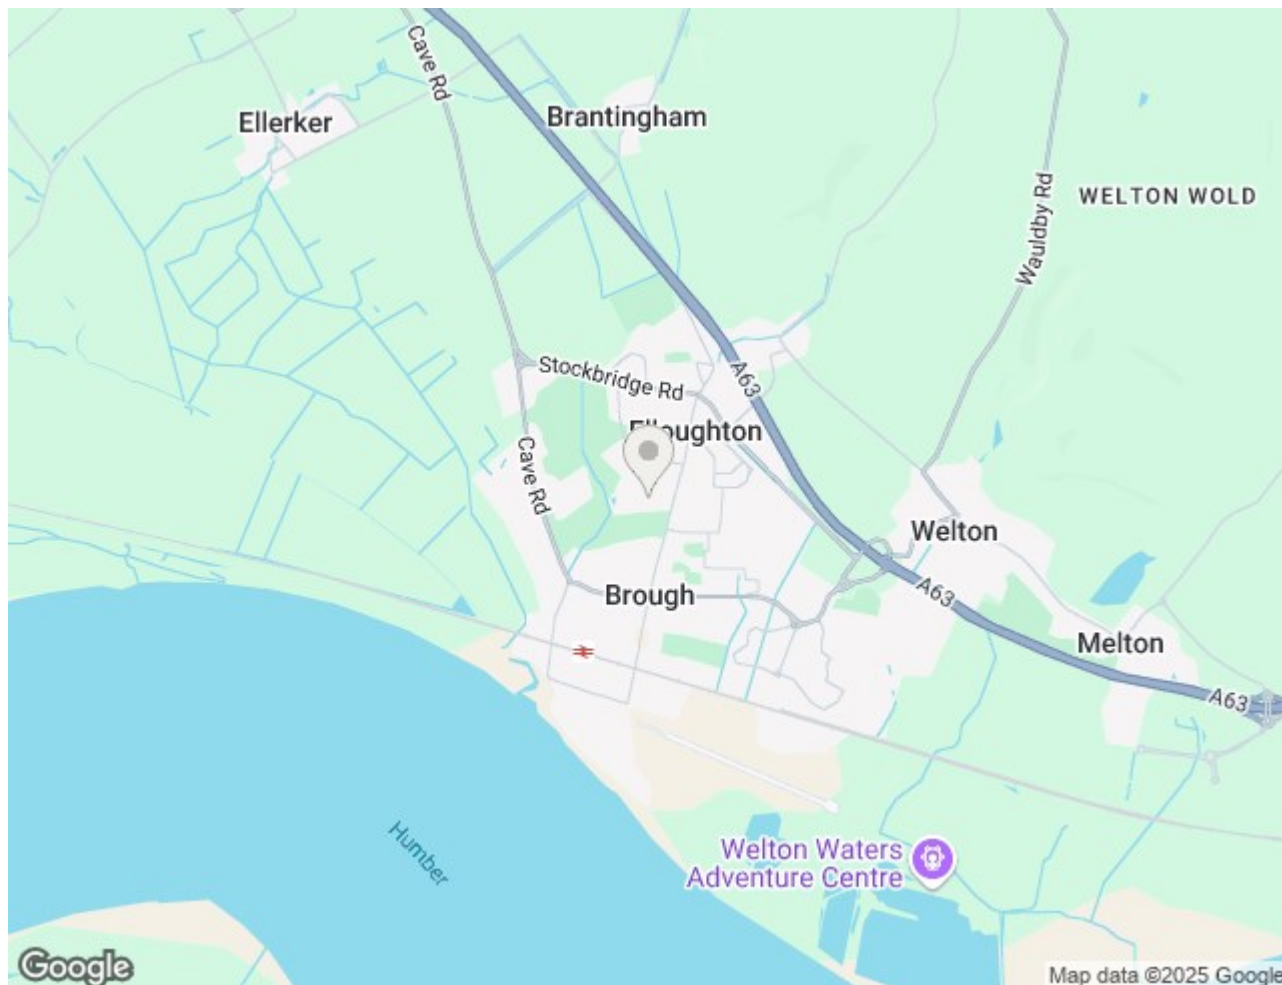 Cave Rd
Ellerker
Brantingham
WELTON WOLD
Wauldby Rd
Stockbridge Rd
A63
Elloughton
Cave Rd
Welton
Brough
A63
Melton
A63
Humber
Welton Waters
Adventure Centre
Google
Map data ©2025 Google